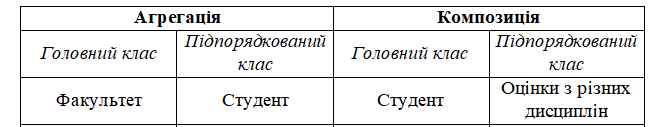 Агрегація Композиція
Головний клас Підпорядкований клас Головний клас Підпорядкований клас
Факультет Студент Студент Оцінки з різних дисциплін